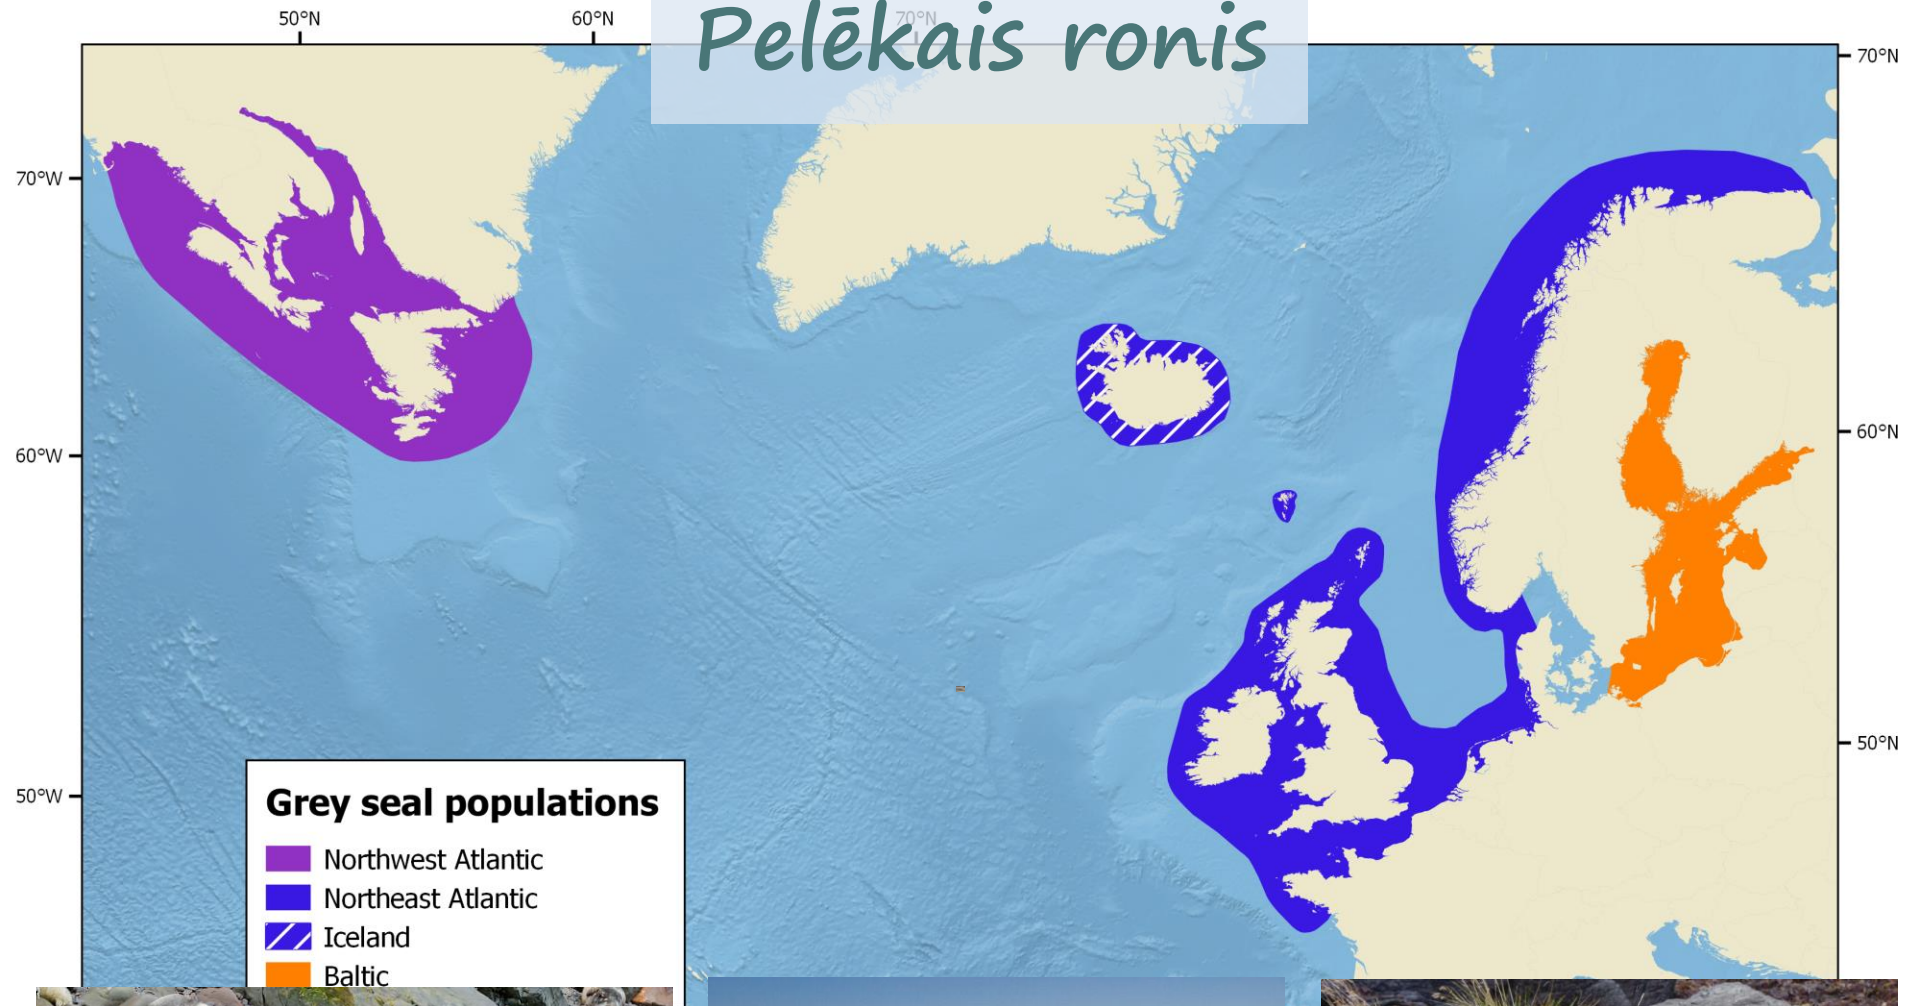 50°N
60°N
70°N
Pelēkais ronis
70°N
70°W
60°N
60°W
50°N
50°W
Grey seal populations
Northwest Atlantic
Northeast Atlantic
Iceland
Baltic